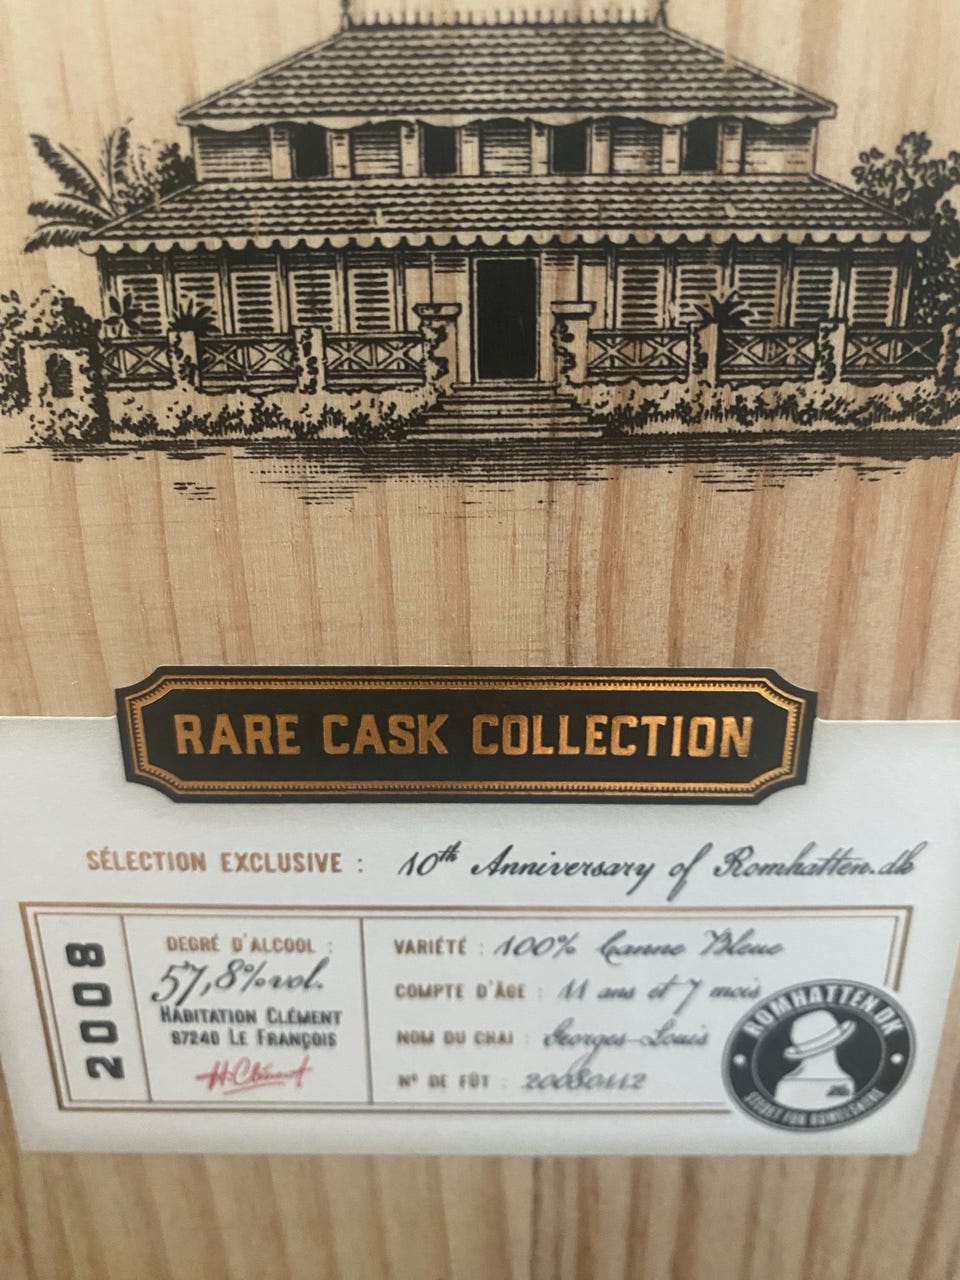 RARE CASK COLLECTION
SÉLECTION EXCLUSIVE : 10th Anniversary of Romhatten.dk
2008
DEGRÉ D'ALCOOL :
57,8%vol.
HABITATION CLÉMENT
97240 LE FRANÇOIS
H.Clément
VARIÉTÉ : 100% Canne Bleue
COMPTE D'ÂGE : 11 ans et 7 mois
NOM DU CHAI : Georges-Louis
N° DE FÛT : 20080112
ROMHATTEN.DK